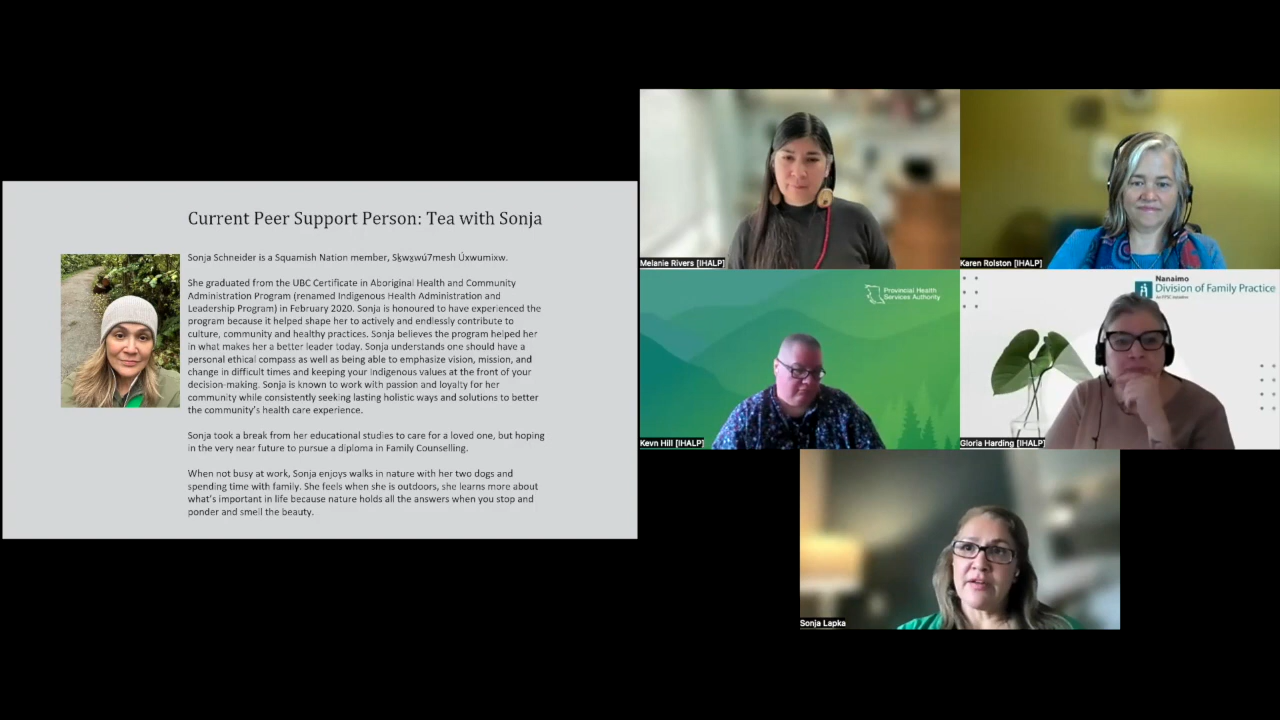 Current Peer Support Person: Tea with Sonja
Sonja Schneider is a Squamish Nation member, Sḵwx̱wú7mesh Úxwumixw.
She graduated from the UBC Certificate in Aboriginal Health and Community
Administration Program (renamed Indigenous Health Administration and
Leadership Program) in February 2020. Sonja is honoured to have experienced the
program because it helped shape her to actively and endlessly contribute to
culture, community and healthy practices. Sonja believes the program helped her
in what makes her a better leader today. Sonja understands one should have a
personal ethical compass as well as being able to emphasize vision, mission, and
change in difficult times and keeping your Indigenous values at the front of your
decision-making. Sonja is known to work with passion and loyalty for her
community while consistently seeking lasting holistic ways and solutions to better
the community's health care experience.
Sonja took a break from her educational studies to care for a loved one, but hoping
in the very near future to pursue a diploma in Family Counselling.
When not busy at work, Sonja enjoys walks in nature with her two dogs and
spending time with family. She feels when she is outdoors, she learns more about
what's important in life because nature holds all the answers when you stop and
ponder and smell the beauty.
Melanie Rivers [IHALP]
Karen Rolston [IHALP]
Provincial Health
Services Authority
Kevn Hill [IHALP]
Nanaimo
Division of Family Practice
Gloria Harding [IHALP]
Sonja Lapka